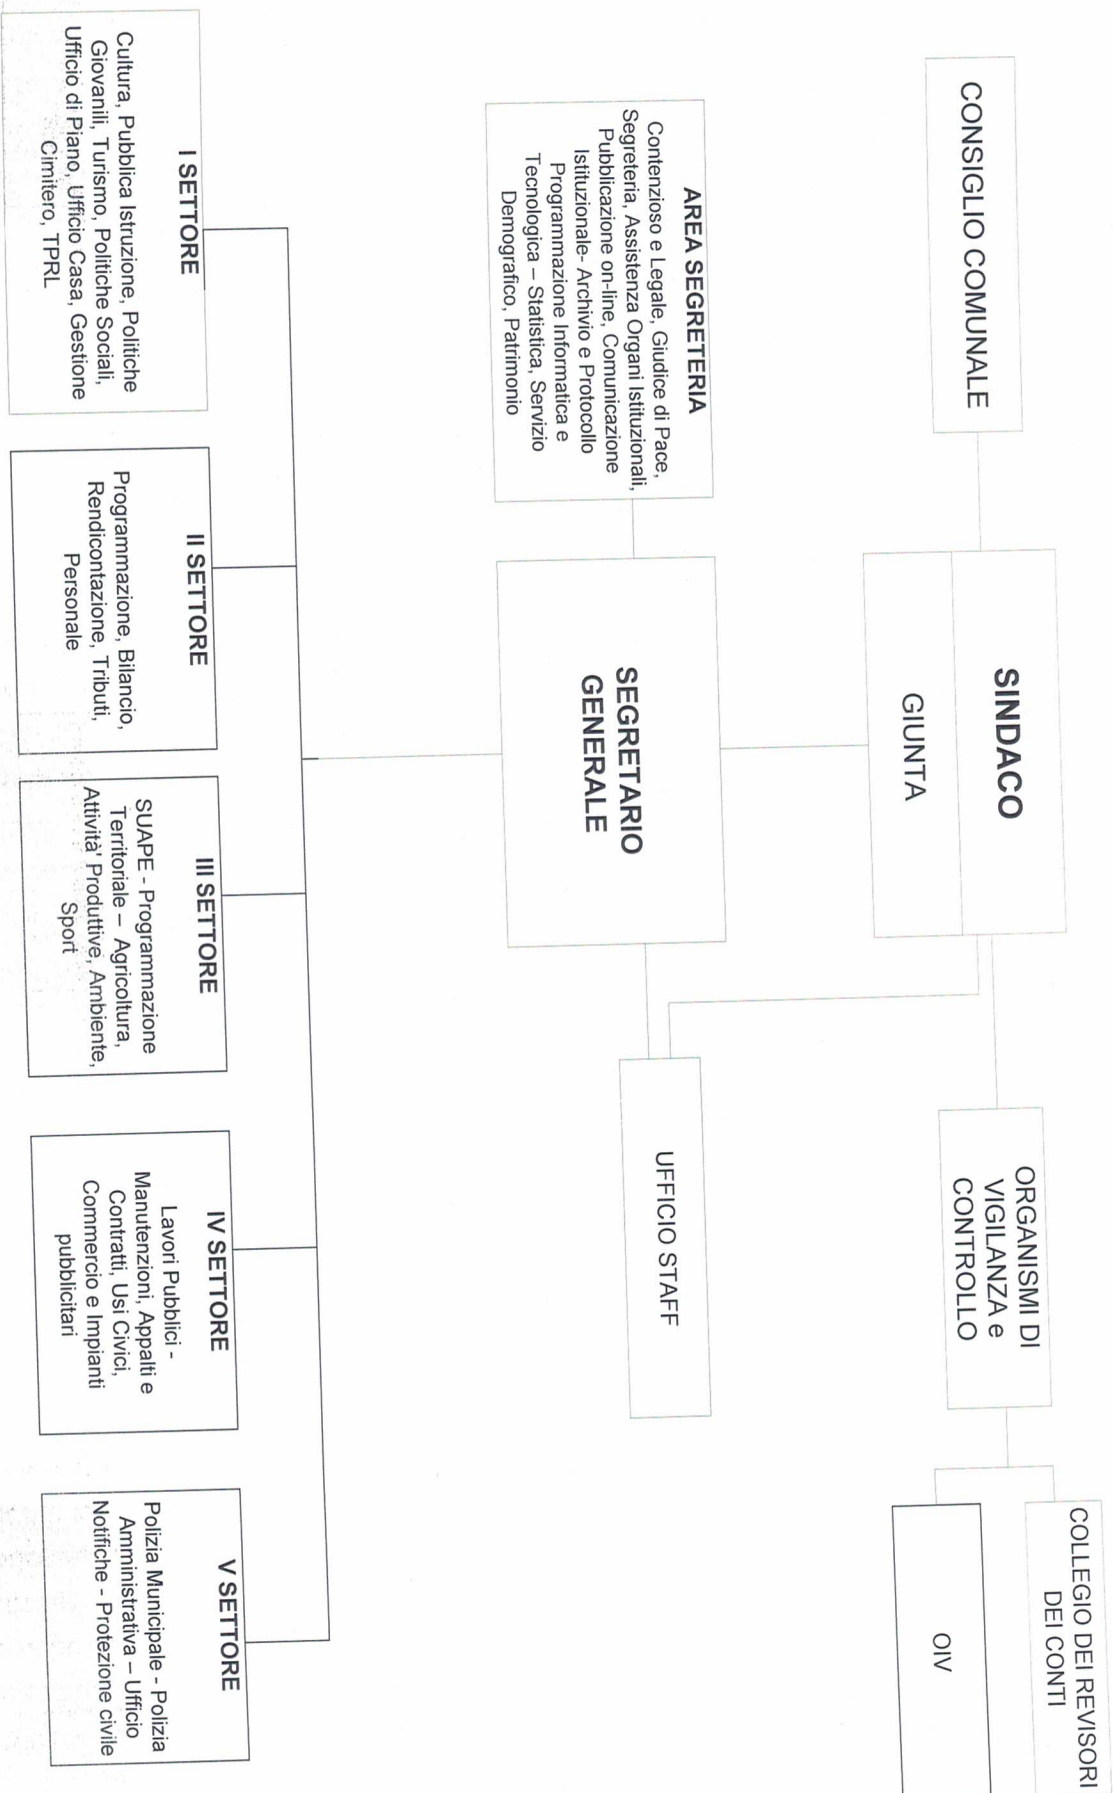 CONSIGLIO COMUNALE
SINDACO
GIUNTA
ORGANISMI DI
VIGILANZA e
CONTROLLO
COLLEGIO DEI REVISORI
DEI CONTI
OIV
AREA SEGRETERIA
Contenzioso e Legale, Giudice di Pace,
Segreteria, Assistenza Organi Istituzionali,
Pubblicazione on-line, Comunicazione
Istituzionale- Archivio e Protocollo
Programmazione Informatica e
Tecnologica – Statistica, Servizio
Demografico, Patrimonio
SEGRETARIO
GENERALE
UFFICIO STAFF
I SETTORE
Cultura, Pubblica Istruzione, Politiche
Giovanili, Turismo, Politiche Sociali,
Ufficio di Piano, Ufficio Casa, Gestione
Cimitero, TPRL
II SETTORE
Programmazione, Bilancio,
Rendicontazione, Tributi,
Personale
III SETTORE
SUAPE - Programmazione
Territoriale – Agricoltura,
Attività' Produttive, Ambiente,
Sport
IV SETTORE
Lavori Pubblici -
Manutenzioni, Appalti e
Contratti, Usi Civici,
Commercio e Impianti
pubblicitari
V SETTORE
Polizia Municipale - Polizia
Amministrativa – Ufficio
Notifiche - Protezione civile